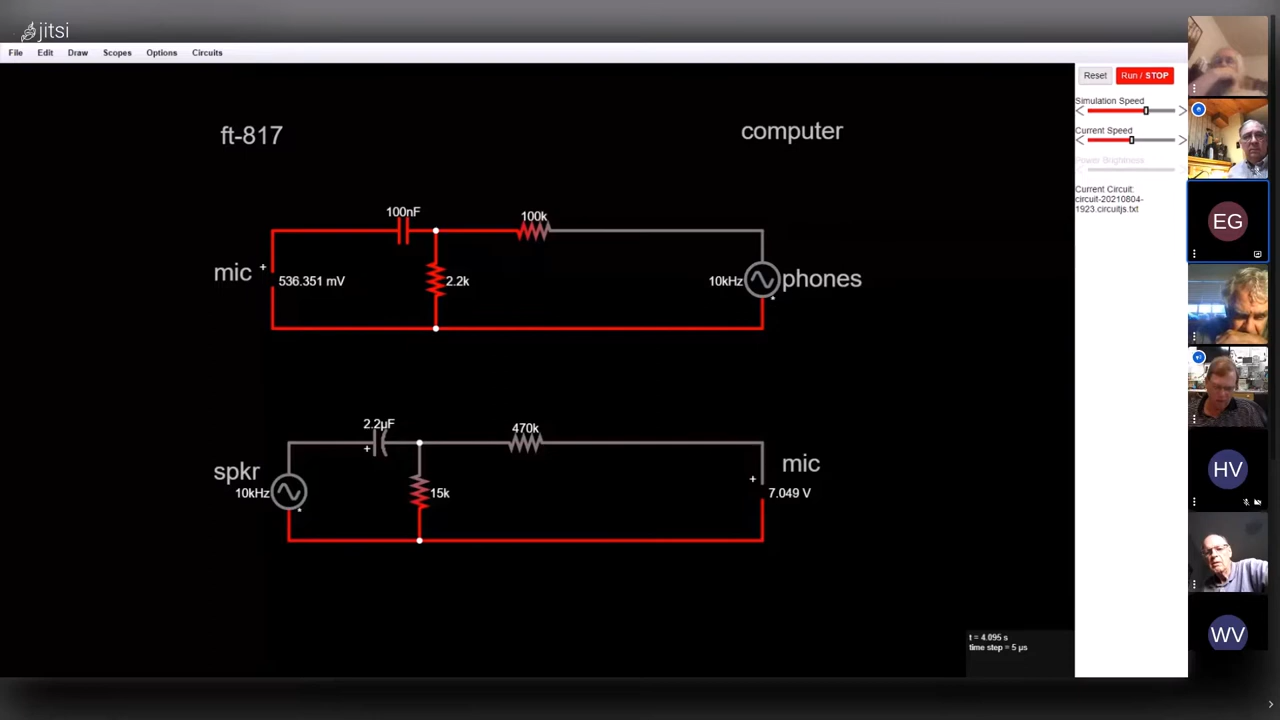 jitsi
File Edit Draw Scopes Options Circuits
Reset Run / STOP
Simulation Speed
Current Speed
Power Brightness
Current Circuit:
circuit-20210804-
1923.circuitjs.txt
ft-817
computer
100nF
100k
mic
+
536.351 mV
2.2k
10kHz
phones
2.2µF
+
470k
spkr
10kHz
15k
mic
+
7.049 V
t = 4.095 s
time step = 5 µs
EG
HV
WV